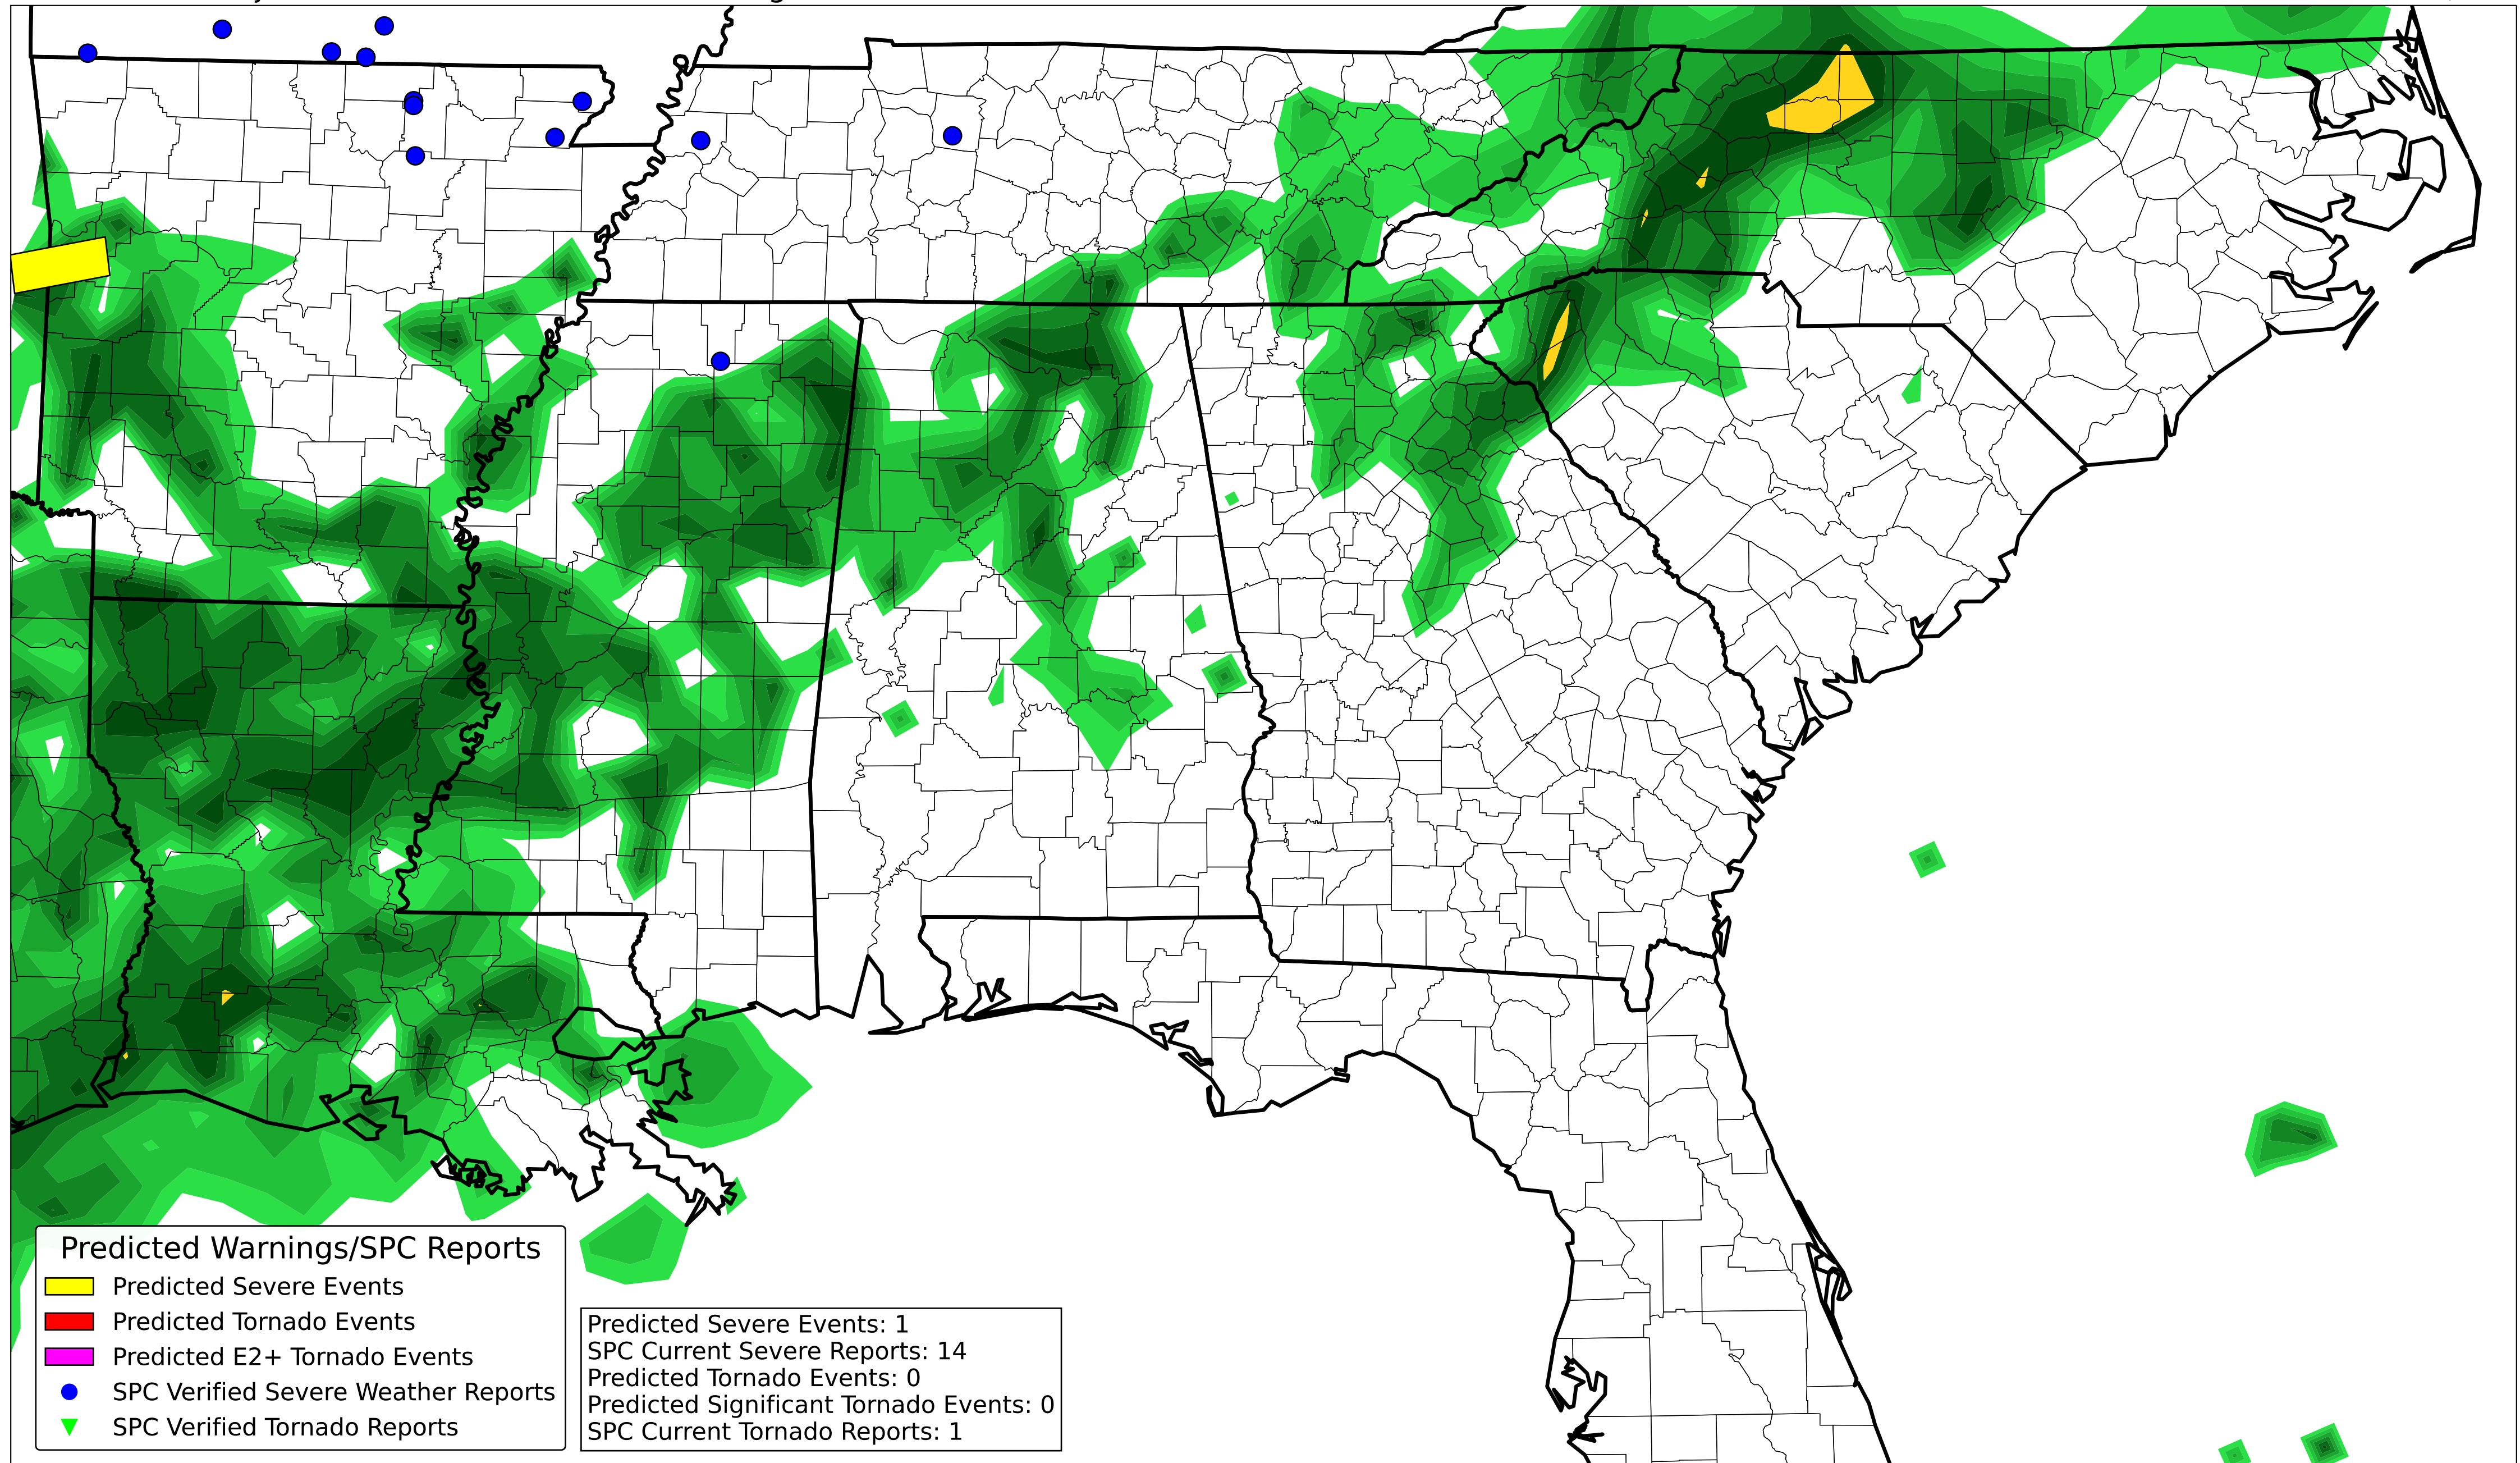 Predicted Warnings/SPC Reports
Predicted Severe Events
Predicted Tornado Events
Predicted E2+ Tornado Events
SPC Verified Severe Weather Reports
SPC Verified Tornado Reports
Predicted Severe Events: 1
SPC Current Severe Reports: 14
Predicted Tornado Events: 0
Predicted Significant Tornado Events: 0
SPC Current Tornado Reports: 1